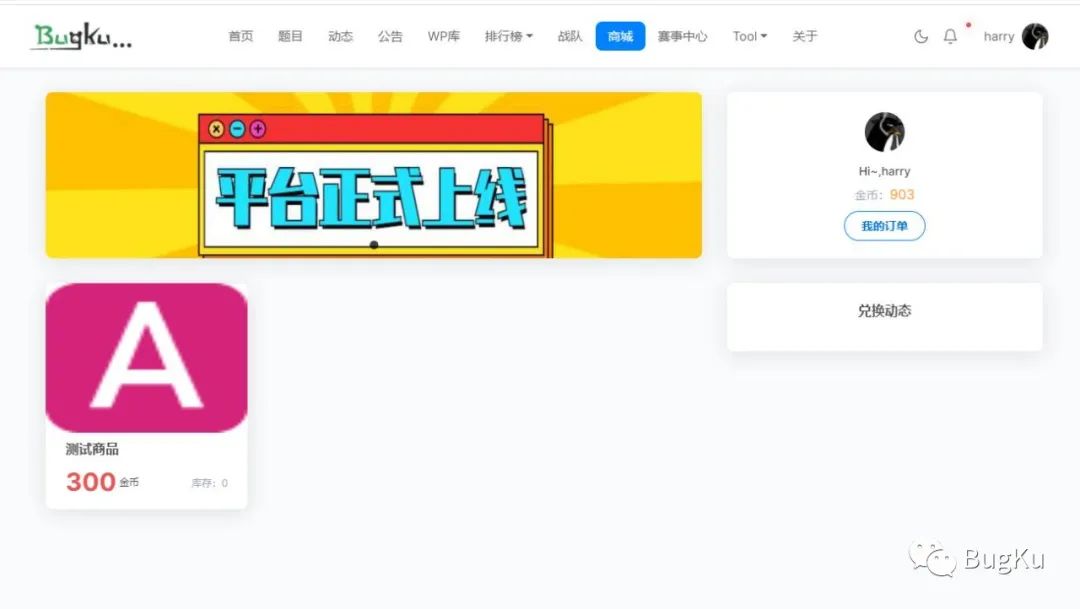 Bugku...
首页 题目 动态 公告 WP库 排行榜 战队 商城 赛事中心 Tool 关于 harry
平台正式上线
Hi~,harry
金币：903
我的订单
兑换动态
A
测试商品
300 金币 库存：0
BugKu